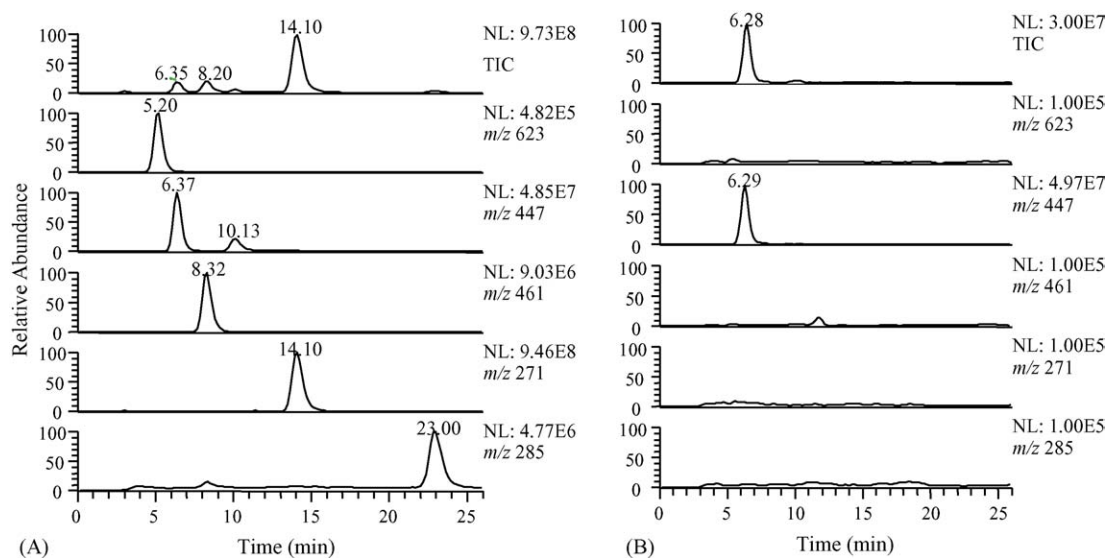 14.10
NL: 9.73E8
TIC
100
50
0
6.35
8.20
5.20
NL: 4.82E5
m/z 623
100
50
0
6.37
NL: 4.85E7
m/z 447
100
50
0
10.13
8.32
NL: 9.03E6
m/z 461
100
50
0
14.10
NL: 9.46E8
m/z 271
100
50
0
23.00
NL: 4.77E6
m/z 285
100
50
0
Relative Abundance
0 5 10 15 20 25
Time (min)
(A)
6.28
NL: 3.00E7
TIC
100
50
0
NL: 1.00E5
m/z 623
100
50
0
6.29
NL: 4.97E7
m/z 447
100
50
0
NL: 1.00E5
m/z 461
100
50
0
NL: 1.00E5
m/z 271
100
50
0
NL: 1.00E5
m/z 285
100
50
0
0 5 10 15 20 25
Time (min)
(B)